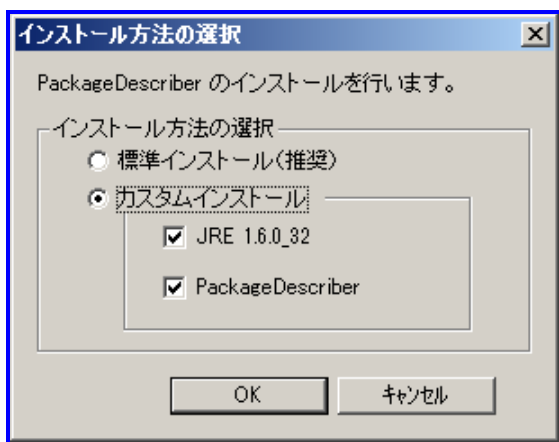 インストール方法の選択
PackageDescriber のインストールを行います。
インストール方法の選択
標準インストール(推奨)
カスタムインストール
JRE 1.6.0_32
PackageDescriber
OK
キャンセル